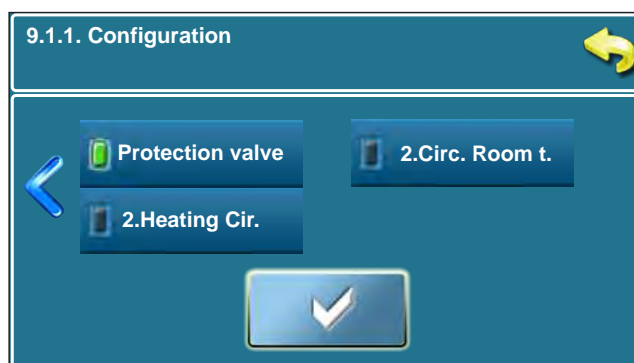 9.1.1. Configuration
Protection valve
2.Circ. Room t.
2.Heating Cir.